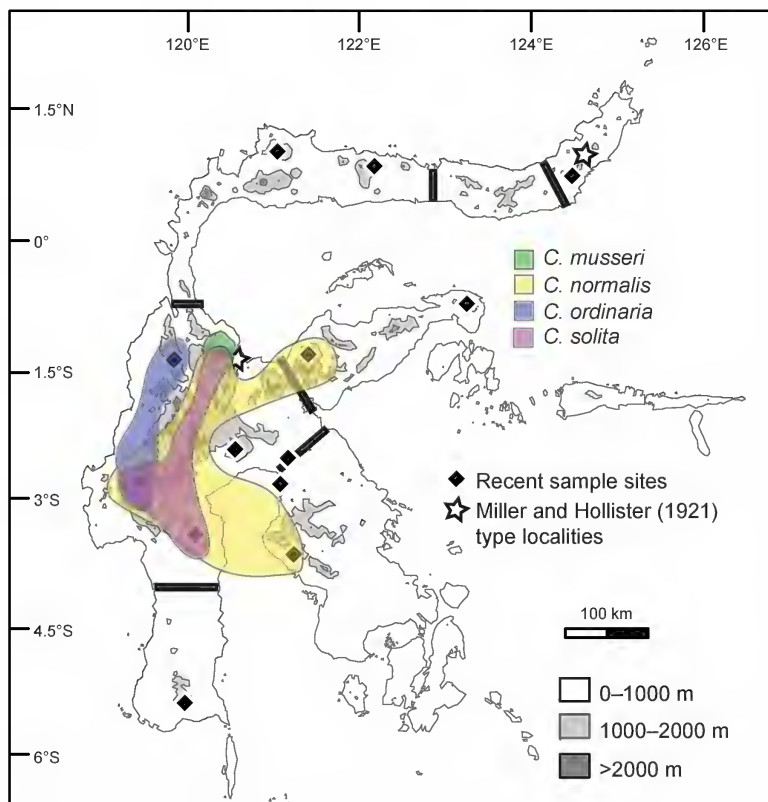 120°E
122°E
124°E
126°E
1.5°N
0°
1.5°S
3°S
4.5°S
6°S
C. musseri
C. normalis
C. ordinaria
C. solita
Recent sample sites
Miller and Hollister (1921)
type localities
100 km
0–1000 m
1000–2000 m
>2000 m